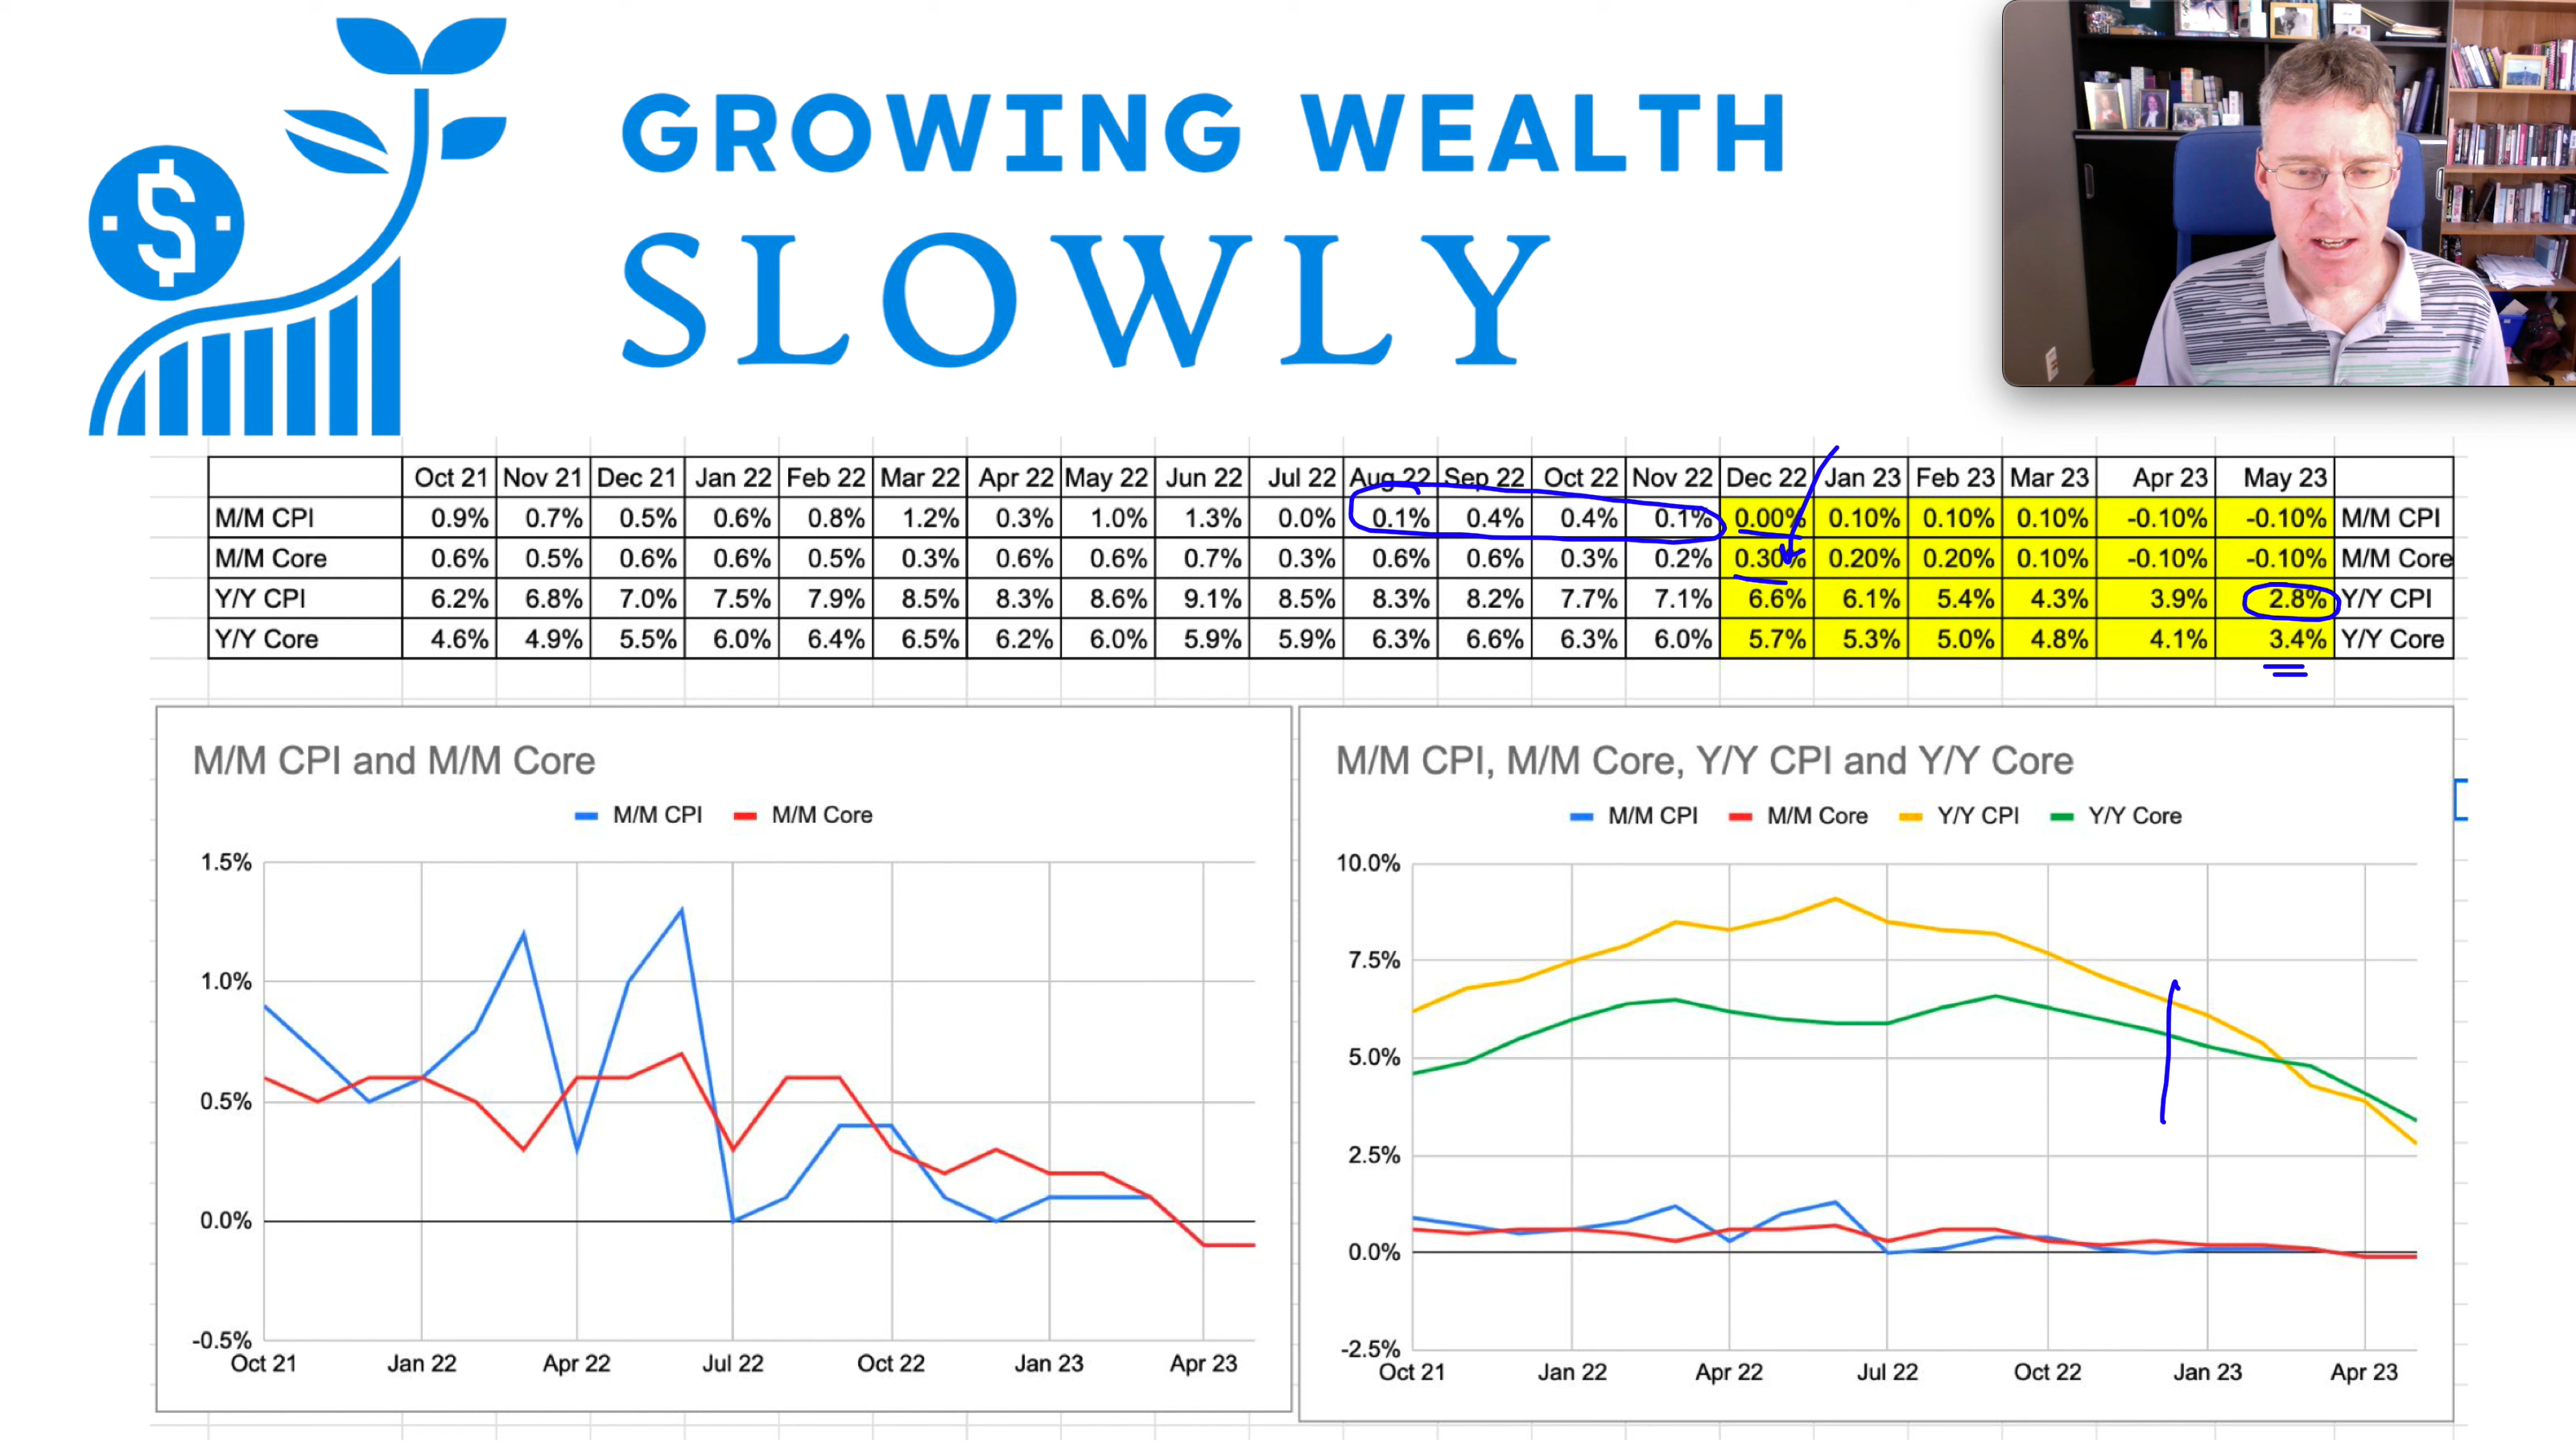 GROWING WEALTH
SLOWLY
Oct 21 Nov 21 Dec 21 Jan 22 Feb 22 Mar 22 Apr 22 May 22 Jun 22 Jul 22 Aug 22 Sep 22 Oct 22 Nov 22 Dec 22 Jan 23 Feb 23 Mar 23 Apr 23 May 23
M/M CPI 0.9% 0.7% 0.5% 0.6% 0.8% 1.2% 0.3% 1.0% 1.3% 0.0% 0.1% 0.4% 0.4% 0.1% 0.00% 0.10% 0.10% 0.10% -0.10% -0.10% M/M CPI
M/M Core 0.6% 0.5% 0.6% 0.6% 0.5% 0.3% 0.6% 0.6% 0.7% 0.3% 0.6% 0.6% 0.3% 0.2% 0.30% 0.20% 0.20% 0.10% -0.10% -0.10% M/M Core
Y/Y CPI 6.2% 6.8% 7.0% 7.5% 7.9% 8.5% 8.3% 8.6% 9.1% 8.5% 8.3% 8.2% 7.7% 7.1% 6.6% 6.1% 5.4% 4.3% 3.9% 2.8% Y/Y CPI
Y/Y Core 4.6% 4.9% 5.5% 6.0% 6.4% 6.5% 6.2% 6.0% 5.9% 5.9% 6.3% 6.6% 6.3% 6.0% 5.7% 5.3% 5.0% 4.8% 4.1% 3.4% Y/Y Core
M/M CPI and M/M Core
M/M CPI M/M Core
1.5%
1.0%
0.5%
0.0%
-0.5%
Oct 21 Jan 22 Apr 22 Jul 22 Oct 22 Jan 23 Apr 23
M/M CPI, M/M Core, Y/Y CPI and Y/Y Core
M/M CPI M/M Core Y/Y CPI Y/Y Core
10.0%
7.5%
5.0%
2.5%
0.0%
-2.5%
Oct 21 Jan 22 Apr 22 Jul 22 Oct 22 Jan 23 Apr 23